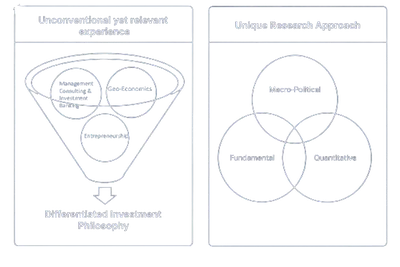 Unconventional yet relevant
experience
Management
Consulting &
Investment
Banking
Geo-Economics
Entrepreneurship
Differentiated Investment
Philosophy
Unique Research Approach
Macro-Political
Fundamental
Quantitative